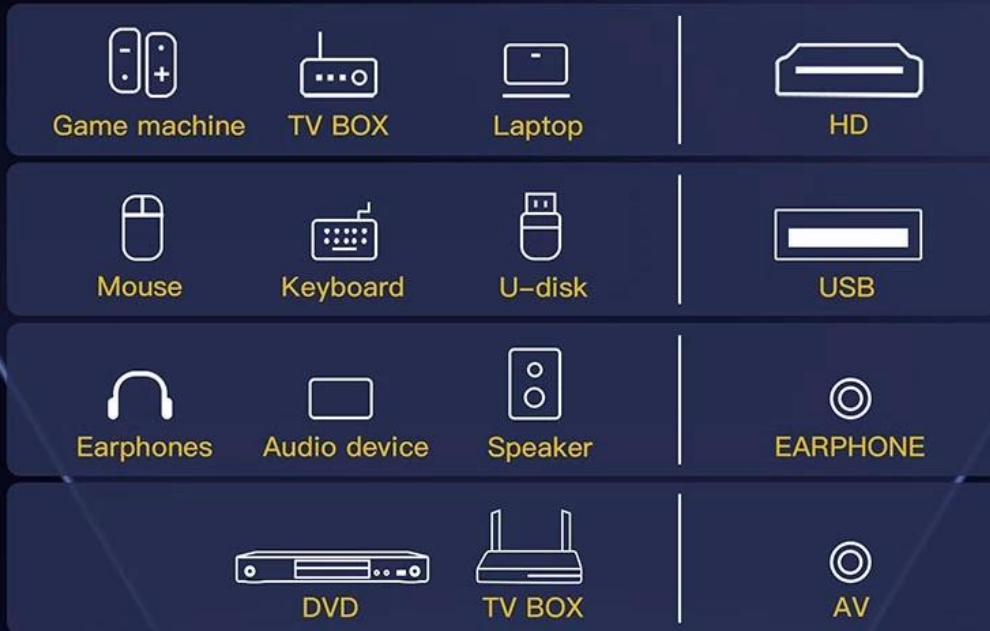 Game machine TV BOX Laptop HD
Mouse Keyboard U-disk USB
Earphones Audio device Speaker EARPHONE
DVD TV BOX AV